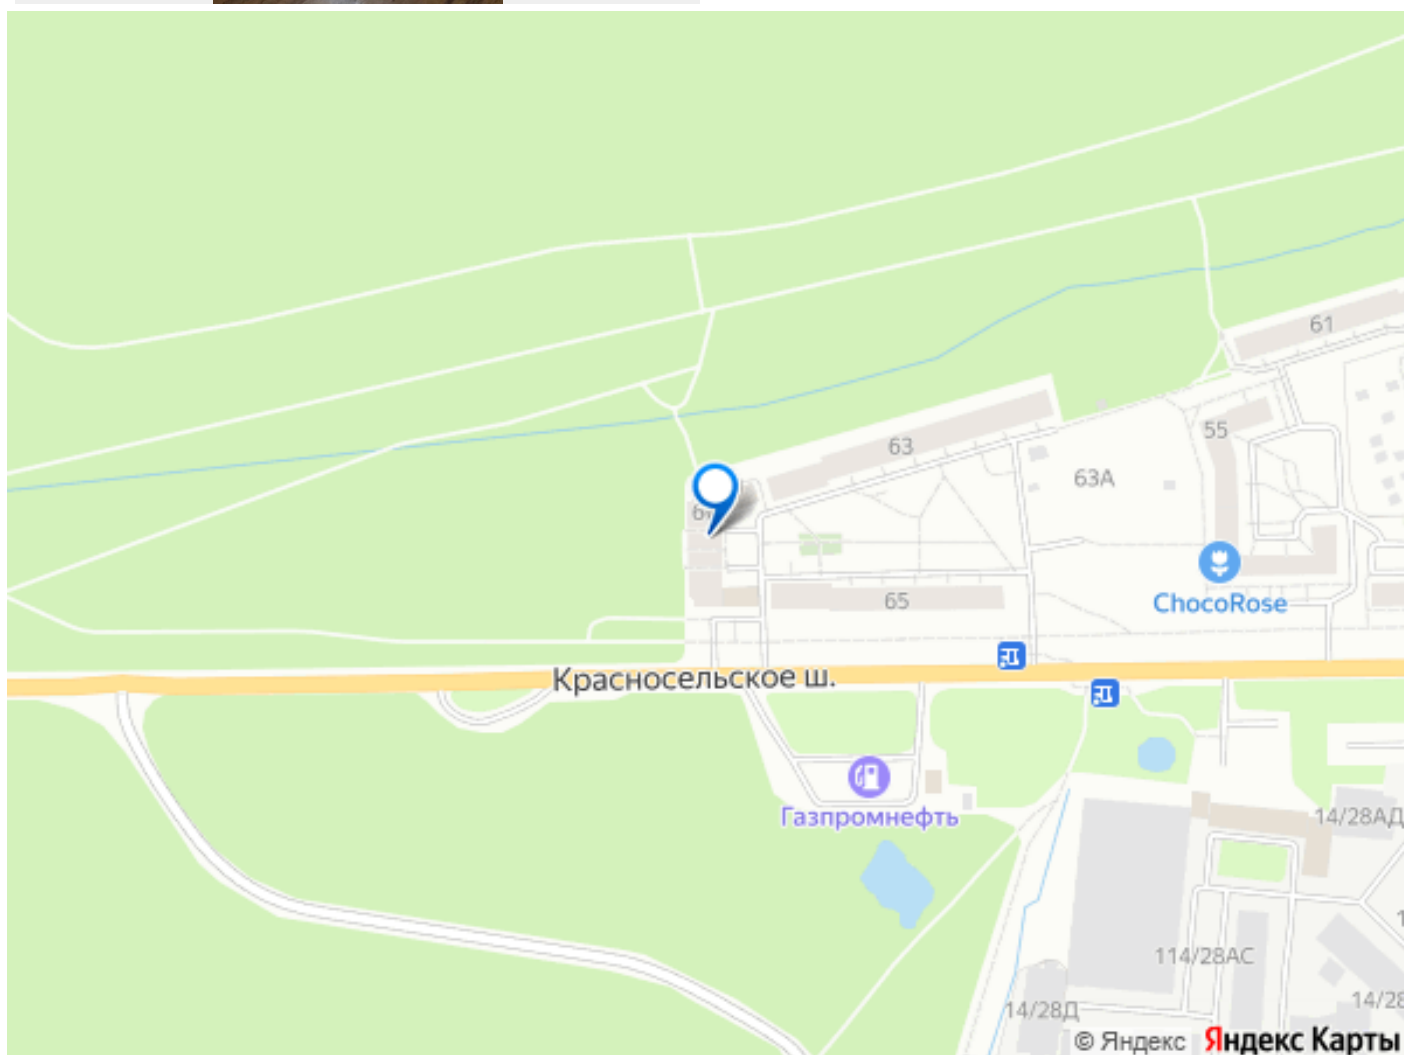 61
55
63
63А
ChocoRose
65
Красносельское ш.
Газпромнефть
14/28АД
114/28АС
14/28Д
© Яндекс Яндекс Карты